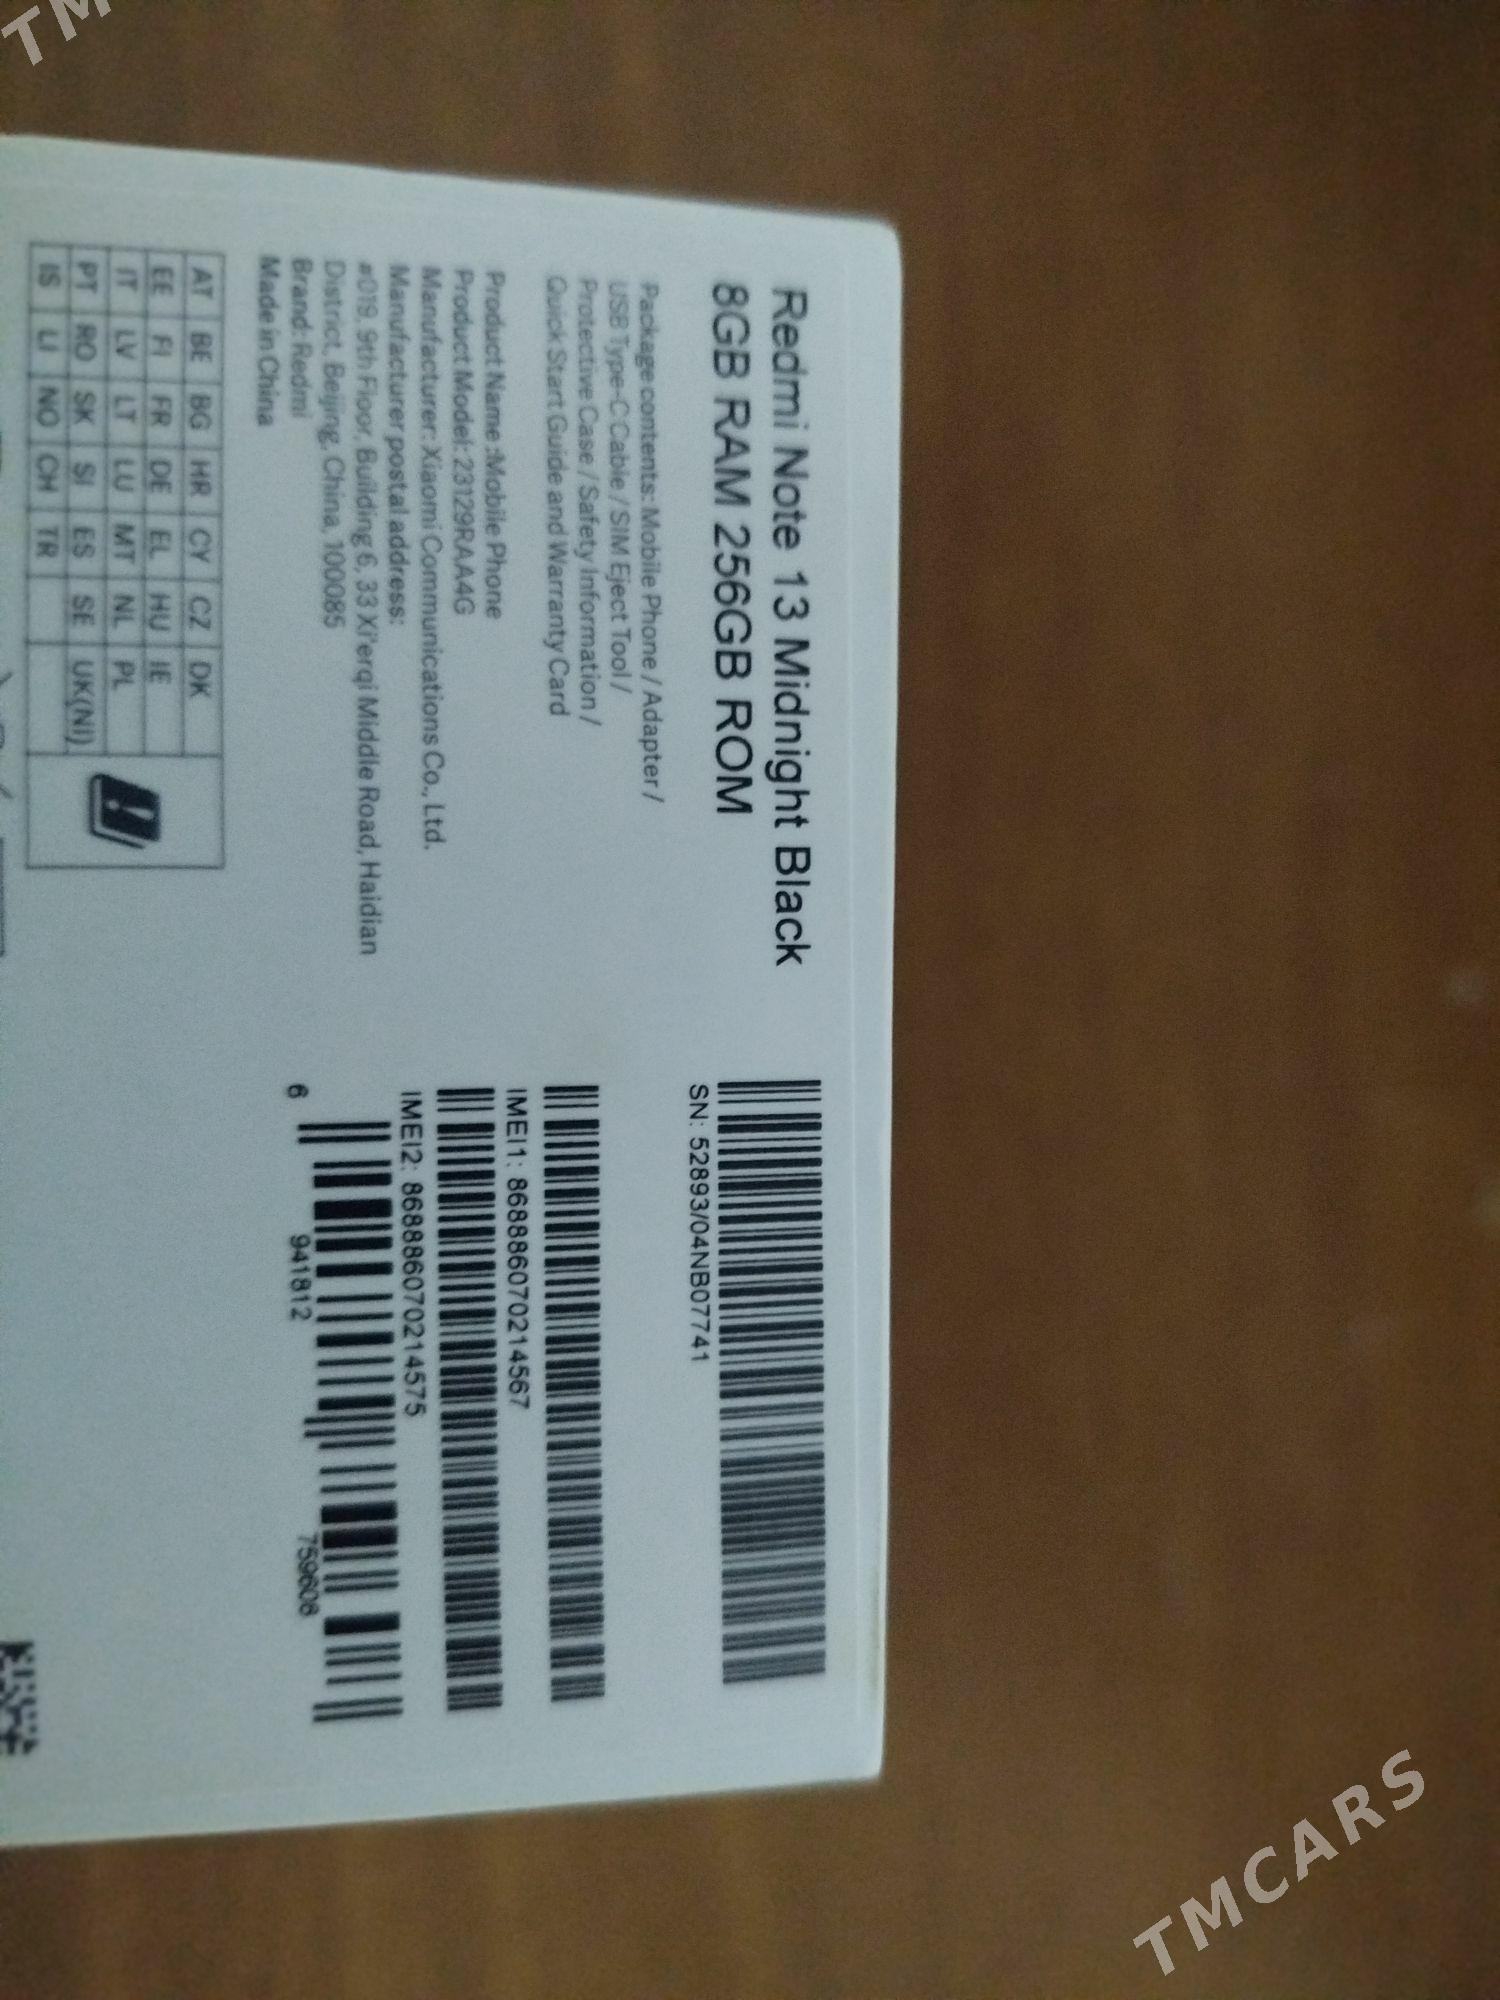 Redmi Note 13 Midnight Black
8GB RAM 256GB ROM
Package contents: Mobile Phone / Adapter /
USB Type-C Cable / SIM Eject Tool /
Protective Case / Safety Information /
Quick Start Guide and Warranty Card
Product Name :Mobile Phone
Product Model: 23129RAA4G
Manufacturer: Xiaomi Communications Co., Ltd.
Manufacturer postal address:
#019, 9th Floor, Building 6, 33 Xi'erqi Middle Road, Haidian
District, Beijing, China, 100085
Brand: Redmi
Made in China
AT BE BG HR CY CZ DK
EE FI FR DE EL HU IE
IT LV LT LU MT NL PL
PT RO SK SI ES SE UK(NI)
IS LI NO CH TR
SN: 52893/04NB07741
IMEI1: 868886070214567
IMEI2: 868886070214575
6 941812 759608
TM
TMCARS